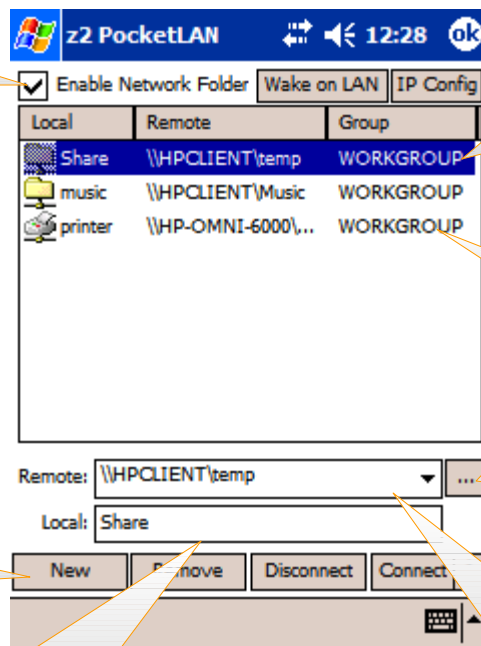 z2 PocketLAN 12:28 ok
Enable Network Folder Wake on LAN IP Config
Local Remote Group
Share \\HPCLIENT\temp WORKGROUP
music \\HPCLIENT\Music WORKGROUP
printer \\HP-OMNI-6000\... WORKGROUP
Remote: \\HPCLIENT\temp ...
Local: Share
New Remove Disconnect Connect